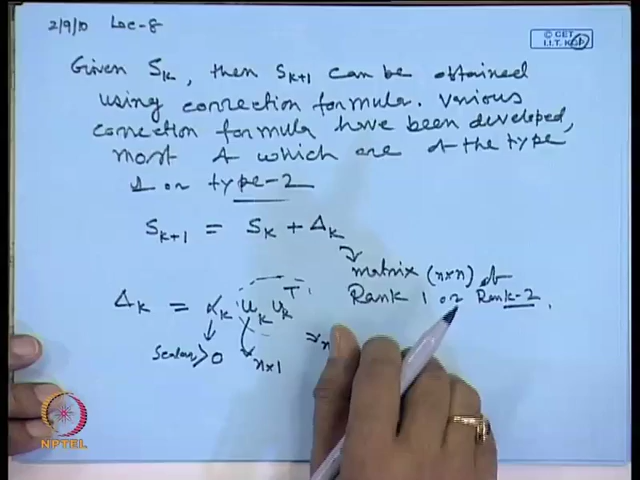 2/9/10 Lec-8
© CET
I.I.T. KGP
Given Sₖ, then Sₖ₊₁ can be obtained
using correction formula. Various
correction formula have been developed,
most of which are of the type
1 or type-2
Sₖ₊₁ = Sₖ + Δₖ
matrix (n×n) of
Rank 1 or Rank-2.
Δₖ = αₖ uₖ vₖᵀ
Scalar > 0
n×1
NPTEL